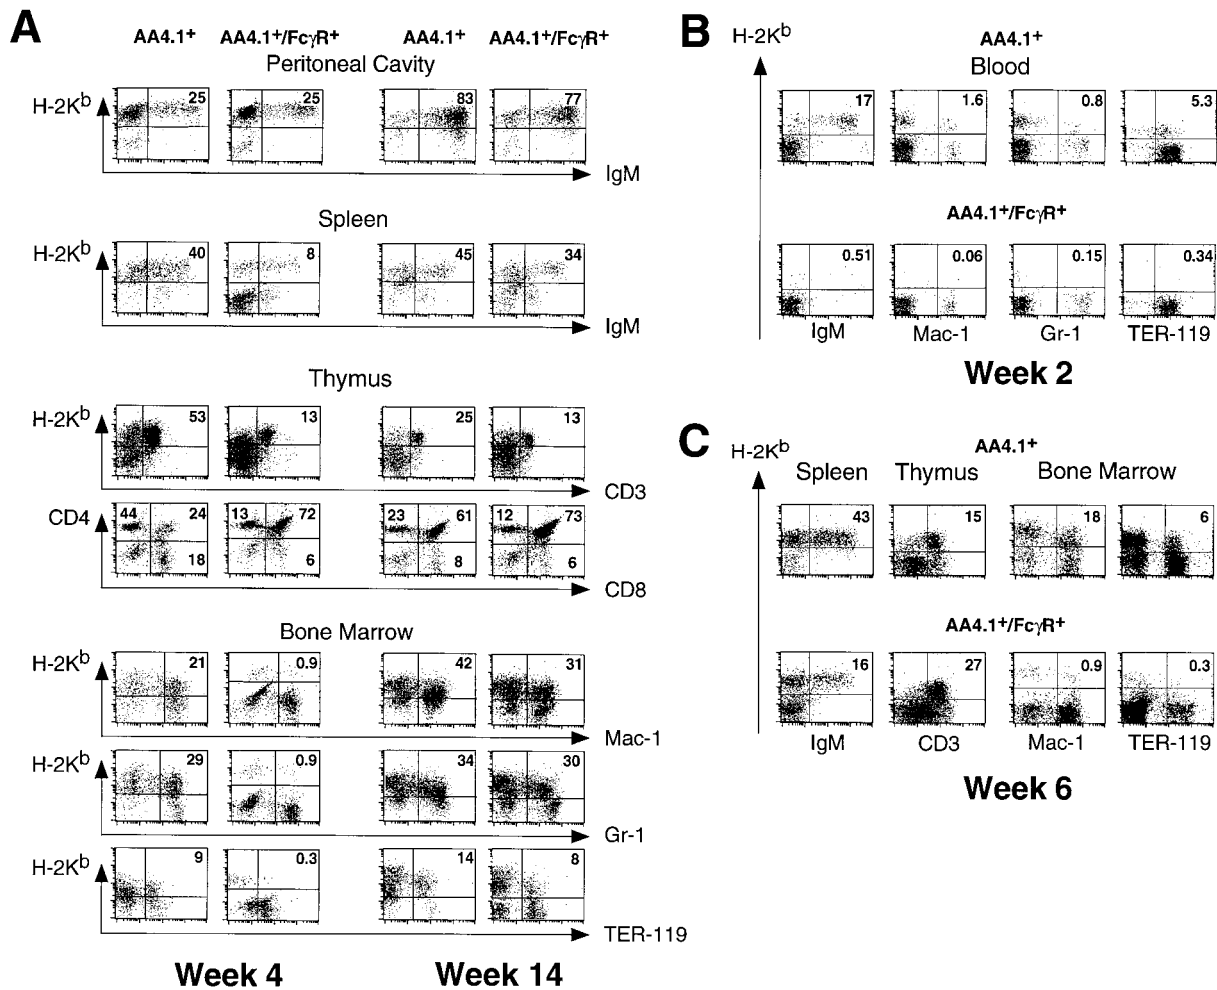 A
AA4.1+ AA4.1+/FcγR+ AA4.1+ AA4.1+/FcγR+
Peritoneal Cavity
H-2Kb 25 25 83 77
IgM
Spleen
H-2Kb 40 8 45 34
IgM
Thymus
H-2Kb 53 13 25 13
CD3
CD4 44 24 13 72 23 61 12 73
18 6 8 6
CD8
Bone Marrow
H-2Kb 21 0.9 42 31
Mac-1
H-2Kb 29 0.9 34 30
Gr-1
H-2Kb 9 0.3 14 8
TER-119
Week 4 Week 14
B
H-2Kb
AA4.1+
Blood
17 1.6 0.8 5.3
AA4.1+/FcγR+
0.51 0.06 0.15 0.34
IgM Mac-1 Gr-1 TER-119
Week 2
C
H-2Kb
AA4.1+
Spleen Thymus Bone Marrow
43 15 18 6
AA4.1+/FcγR+
16 27 0.9 0.3
IgM CD3 Mac-1 TER-119
Week 6